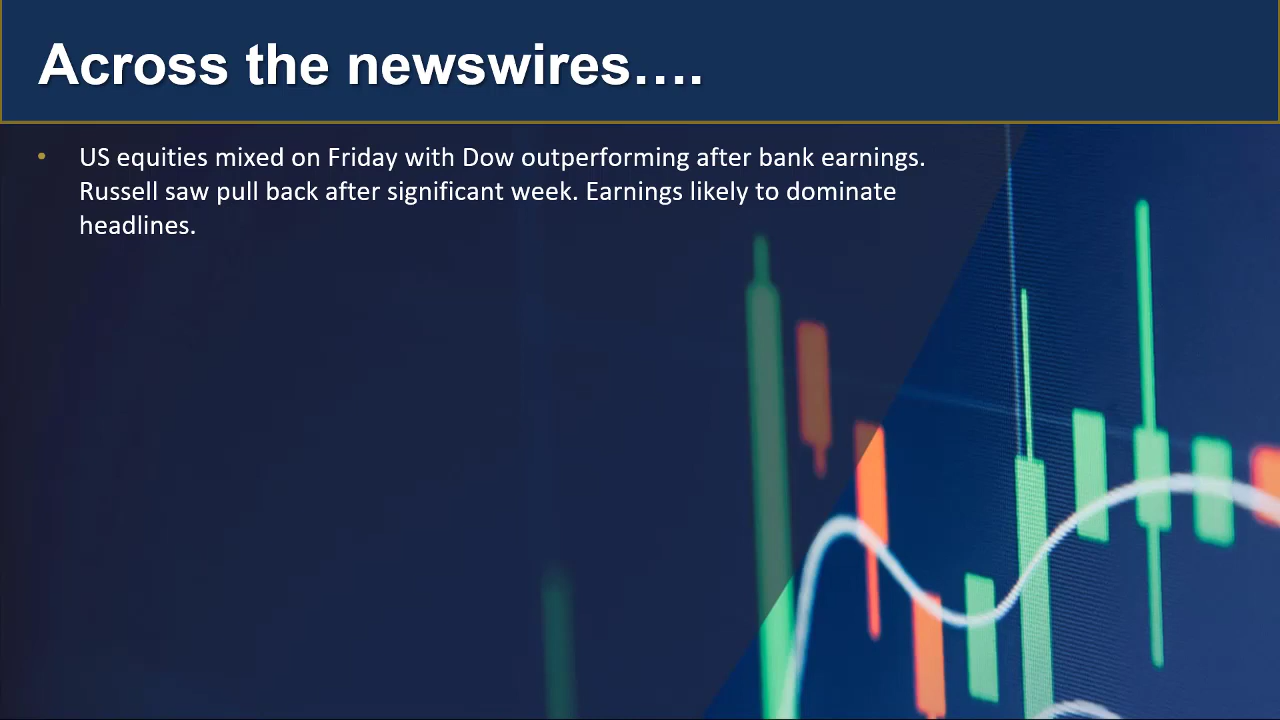 Across the newswires….
• US equities mixed on Friday with Dow outperforming after bank earnings.
Russell saw pull back after significant week. Earnings likely to dominate
headlines.